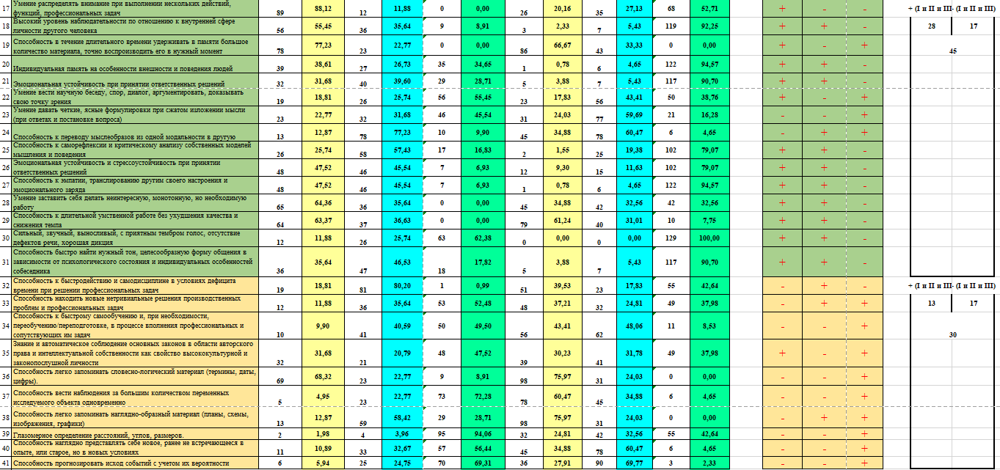 17 Умение распределять внимание при выполнении нескольких действий, функций, профессиональных задач 89 88,12 12 11,88 0 0,00 26 20,16 35 27,13 68 52,71 + - - + (I и II и III - (I и II и III)
18 Высокий уровень наблюдательности по отношению к внутренней сфере личности другого человека 56 55,45 36 35,64 9 8,91 3 2,33 7 5,43 119 92,25 + + - 28 17
19 Способность в течение длительного времени удерживать в памяти большое количество материала, точно воспроизводить его в нужный момент 78 77,23 23 22,77 0 0,00 86 66,67 43 33,33 0 0,00 + - + 45
20 Индивидуальная память на особенности внешности и поведения людей 39 38,61 27 26,73 35 34,65 1 0,78 6 4,65 122 94,57 + + -
21 Эмоциональная устойчивость при принятии ответственных решений 32 31,68 40 39,60 29 28,71 5 3,88 7 5,43 117 90,70 + + -
22 Умение вести научную беседу, спор, диалог, аргументировать, доказывать свою точку зрения 19 18,81 26 25,74 56 55,45 23 17,83 56 43,41 50 38,76 + - +
23 Умение давать четкие, ясные формулировки при сжатом изложении мысли (при ответах и постановке вопроса) 23 22,77 32 31,68 46 45,54 31 24,03 77 59,69 21 16,28 - - +
24 Способность к переводу мыслеобразов из одной модальности в другую 13 12,87 78 77,23 10 9,90 45 34,88 78 60,47 6 4,65 - + +
25 Способность к саморефлексии и критическому анализу собственных моделей мышления и поведения 26 25,74 58 57,43 17 16,83 2 1,55 25 19,38 102 79,07 + + -
26 Эмоциональная устойчивость и стрессоустойчивость при принятии ответственных решений 48 47,52 46 45,54 7 6,93 12 9,30 15 11,63 102 79,07 + + -
27 Способность к эмпатии, транслированию другим своего настроения и эмоционального заряда 48 47,52 46 45,54 7 6,93 1 0,78 6 4,65 122 94,57 + + -
28 Умение заставить себя делать неинтересную, монотонную, но необходимую работу 65 64,36 36 35,64 0 0,00 45 34,88 42 32,56 42 32,56 + + -
29 Способность к длительной умственной работе без ухудшения качества и снижения темпа 64 63,37 37 36,63 0 0,00 79 61,24 40 31,01 10 7,75 + + -
30 Сильный, звучный, выносливый, с приятным тембром голос, отсутствие дефектов речи, хорошая дикция 12 11,88 26 25,74 63 62,38 0 0,00 0 0,00 129 100,00 + + -
31 Способность быстро найти нужный тон, целесообразную форму общения в зависимости от психологического состояния и индивидуальных особенностей собеседника 36 35,64 47 46,53 18 17,82 5 3,88 7 5,43 117 90,70 + + -
32 Способность к быстродействию и самодисциплине в условиях дефицита времени при решении профессиональных задач 19 18,81 81 80,20 1 0,99 51 39,53 23 17,83 55 42,64 - + - + (I и II и III - (I и II и III)
33 Способность находить новые нетривиальные решения производственных проблем и профессиональных задач 12 11,88 36 35,64 53 52,48 48 37,21 32 24,81 49 37,98 - + + 13 17
34 Способность к быстрому самообучению и, при необходимости, переобучению/переподготовке, в процессе вполнения профессиональных и сопутствующих им задач 10 9,90 41 40,59 50 49,50 56 43,41 62 48,06 11 8,53 - - + 30
35 Знание и автоматическое соблюдение основных законов в области авторского права и интеллектуальной собственности как свойство высококультурной и законопослушной личности 32 31,68 21 20,79 48 47,52 39 30,23 41 31,78 49 37,98 + - +
36 Способность легко запоминать словесно-логический материал (термины, даты, цифры). 69 68,32 23 22,77 9 8,91 98 75,97 31 24,03 0 0,00 - - +
37 Способность вести наблюдения за большим количеством переменных исследуемого объекта одновременно 5 4,95 23 22,77 73 72,28 78 60,47 45 34,88 6 4,65 - - +
38 Способность легко запоминать наглядно-образный материал (планы, схемы, изображения, графики) 13 12,87 59 58,42 29 28,71 98 75,97 31 24,03 0 0,00 - + +
39 Глазомерное определение расстояний, углов, размеров. 2 1,98 4 3,96 95 94,06 32 24,81 42 32,56 55 42,64 - - +
40 Способность наглядно представлять себе новое, ранее не встречающееся в опыте, или старое, но в новых условиях 11 10,89 33 32,67 57 56,44 45 34,88 78 60,47 6 4,65 - - +
41 Способность прогнозировать исход событий с учетом их вероятности 6 5,94 25 24,75 70 69,31 36 27,91 90 69,77 3 2,33 - - +